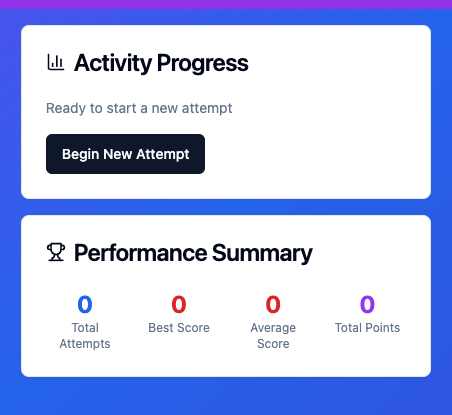 Activity Progress
Ready to start a new attempt
Begin New Attempt
Performance Summary
0
Total
Attempts
0
Best Score
0
Average
Score
0
Total Points